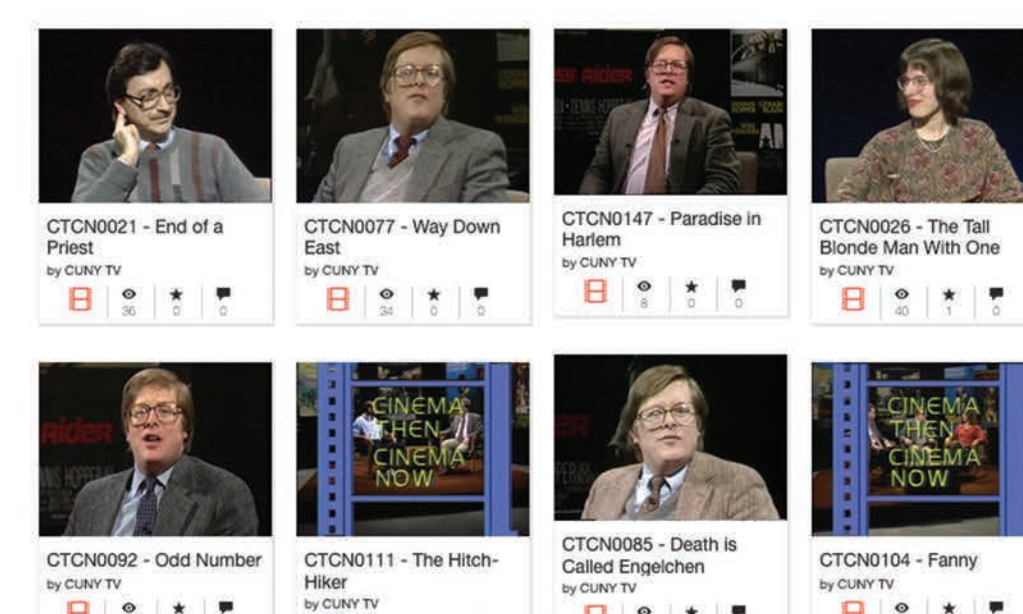 SY RIDER
CTCN0021 - End of a
Priest
by CUNY TV
36
0
0
CTCN0077 - Way Down
East
by CUNY TV
34
0
0
CTCN0147 - Paradise in
Harlem
by CUNY TV
8
0
0
CTCN0026 - The Tall
Blonde Man With One
by CUNY TV
40
1
0
RIDER
CTCN0092 - Odd Number
by CUNY TV
CINEMA
THEN
CINEMA
NOW
CTCN0111 - The Hitch-
Hiker
by CUNY TV
CTCN0085 - Death is
Called Engelchen
by CUNY TV
CINEMA
THEN
CINEMA
NOW
CTCN0104 - Fanny
by CUNY TV